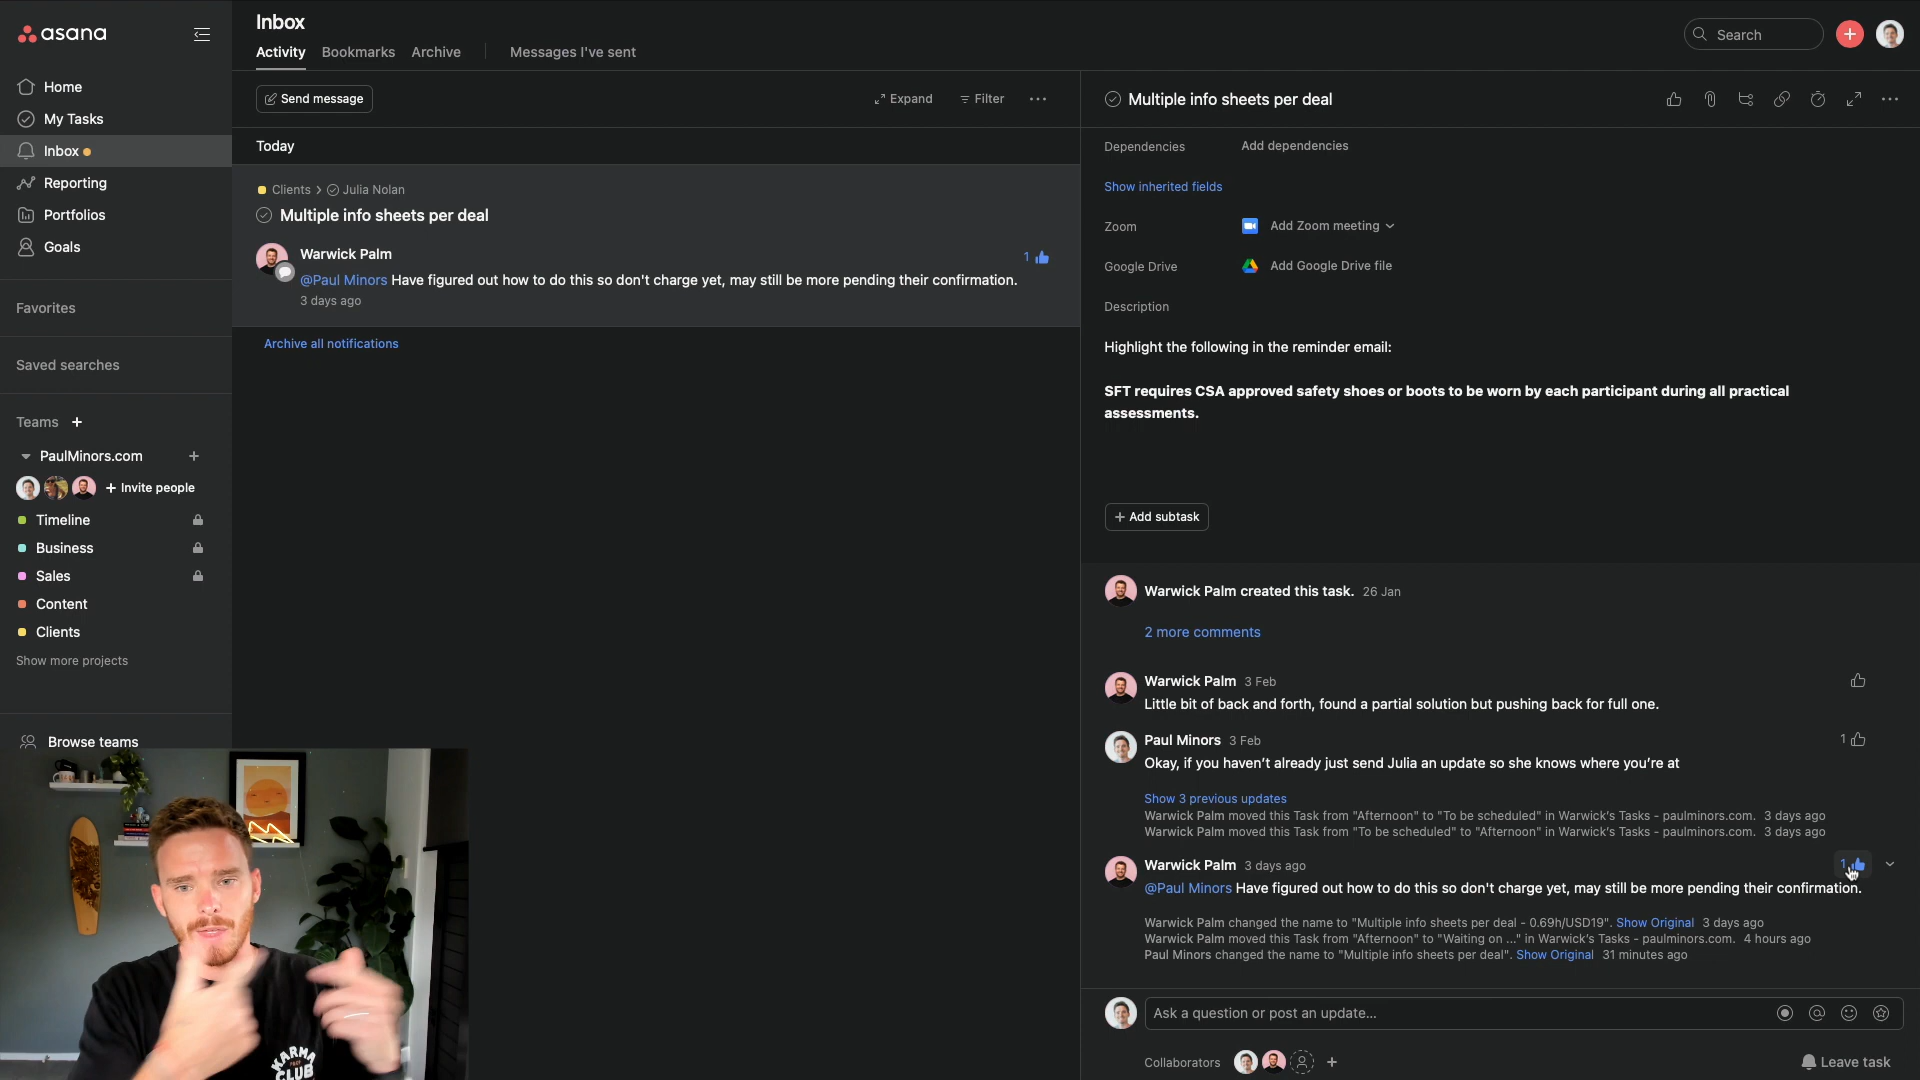 asana
Home
My Tasks
Inbox
Reporting
Portfolios
Goals
Favorites
Saved searches
Teams +
PaulMinors.com +
+ Invite people
Timeline
Business
Sales
Content
Clients
Show more projects
Browse teams
Inbox
Activity Bookmarks Archive Messages I've sent
Search
Send message
Expand Filter
Today
Clients > Julia Nolan
Multiple info sheets per deal
Warwick Palm
1
@Paul Minors Have figured out how to do this so don't charge yet, may still be more pending their confirmation.
3 days ago
Archive all notifications
Multiple info sheets per deal
Dependencies Add dependencies
Show inherited fields
Zoom Add Zoom meeting
Google Drive Add Google Drive file
Description
Highlight the following in the reminder email:
SFT requires CSA approved safety shoes or boots to be worn by each participant during all practical
assessments.
+ Add subtask
Warwick Palm created this task. 26 Jan
2 more comments
Warwick Palm 3 Feb
Little bit of back and forth, found a partial solution but pushing back for full one.
Paul Minors 3 Feb
1
Okay, if you haven't already just send Julia an update so she knows where you're at
Show 3 previous updates
Warwick Palm moved this Task from "Afternoon" to "To be scheduled" in Warwick's Tasks - paulminors.com. 3 days ago
Warwick Palm moved this Task from "To be scheduled" to "Afternoon" in Warwick's Tasks - paulminors.com. 3 days ago
Warwick Palm 3 days ago
1
@Paul Minors Have figured out how to do this so don't charge yet, may still be more pending their confirmation.
Warwick Palm changed the name to "Multiple info sheets per deal - 0.69h/USD19". Show Original 3 days ago
Warwick Palm moved this Task from "Afternoon" to "Waiting on ..." in Warwick's Tasks - paulminors.com. 4 hours ago
Paul Minors changed the name to "Multiple info sheets per deal". Show Original 31 minutes ago
Ask a question or post an update...
Collaborators +
Leave task
KARMA
CLUB